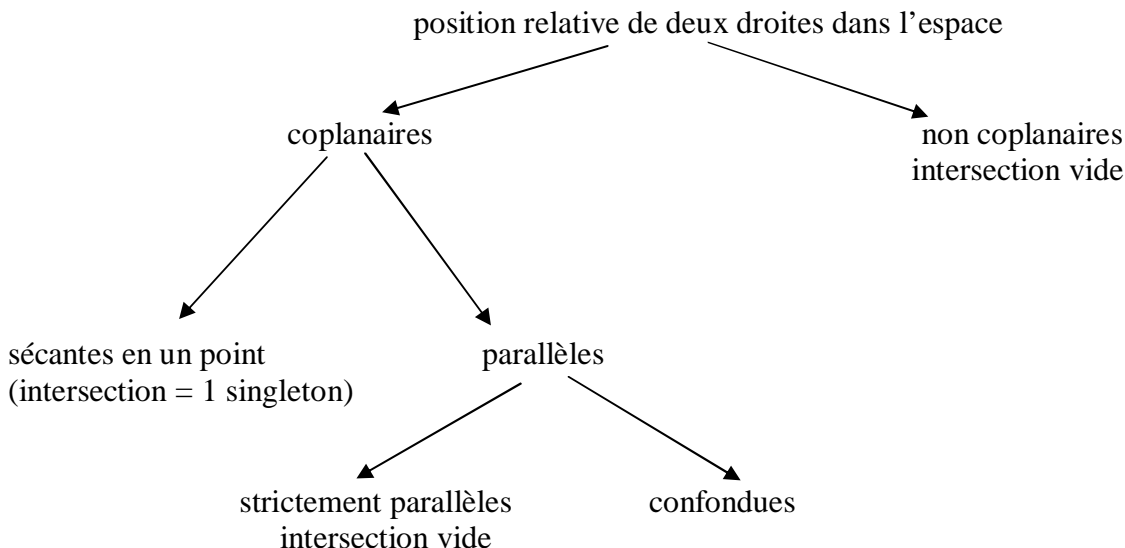 position relative de deux droites dans l’espace
coplanaires
non coplanaires
intersection vide
sécantes en un point
(intersection = 1 singleton)
parallèles
strictement parallèles
intersection vide
confondues